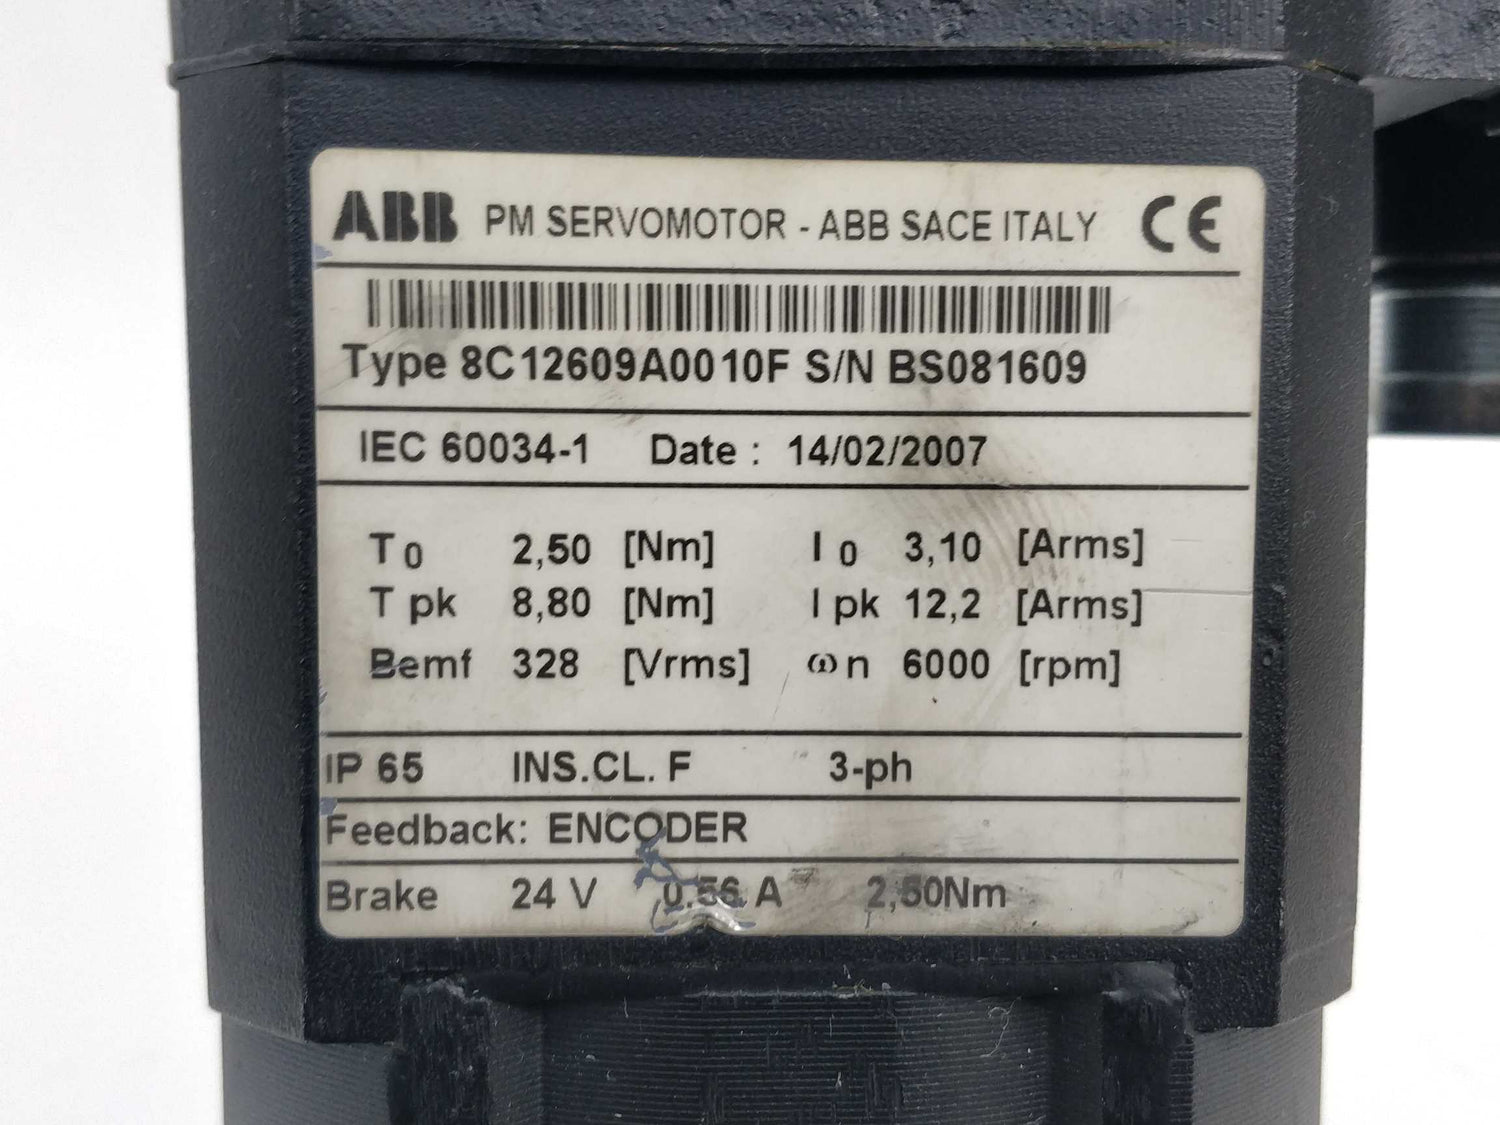 ABB PM SERVOMOTOR - ABB SACE ITALY CE
Type 8C12609A0010F S/N BS081609
IEC 60034-1 Date : 14/02/2007
T0 2,50 [Nm] I0 3,10 [Arms]
T pk 8,80 [Nm] I pk 12,2 [Arms]
Bemf 328 [Vrms] ωn 6000 [rpm]
IP 65 INS.CL. F 3-ph
Feedback: ENCODER
Brake 24 V 0.56 A 2,50Nm